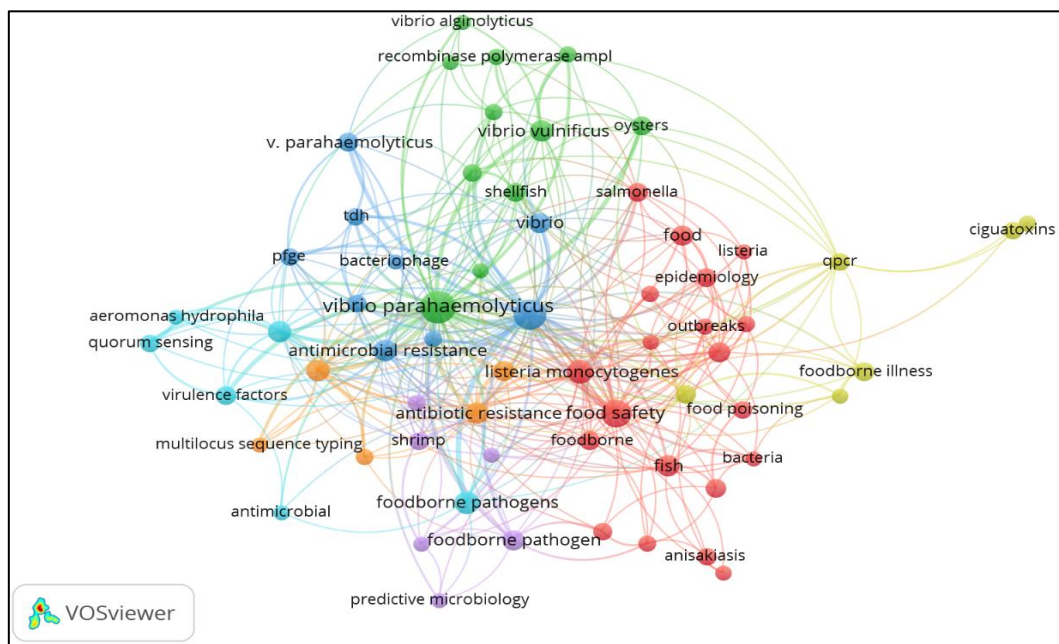 vibrio alginolyticus
recombinase polymerase ampl
vibrio vulnificus
oysters
v. parahaemolyticus
shellfish
salmonella
tdh
vibrio
food
ciguatoxins
pfge
bacteriophage
listeria
qpcr
epidemiology
vibrio parahaemolyticus
aeromonas hydrophila
outbreaks
quorum sensing
antimicrobial resistance
listeria monocytogenes
foodborne illness
virulence factors
antibiotic resistance
food safety
food poisoning
multilocus sequence typing
shrimp
foodborne
fish
bacteria
foodborne pathogens
antimicrobial
foodborne pathogen
anisakiasis
predictive microbiology
VOSviewer